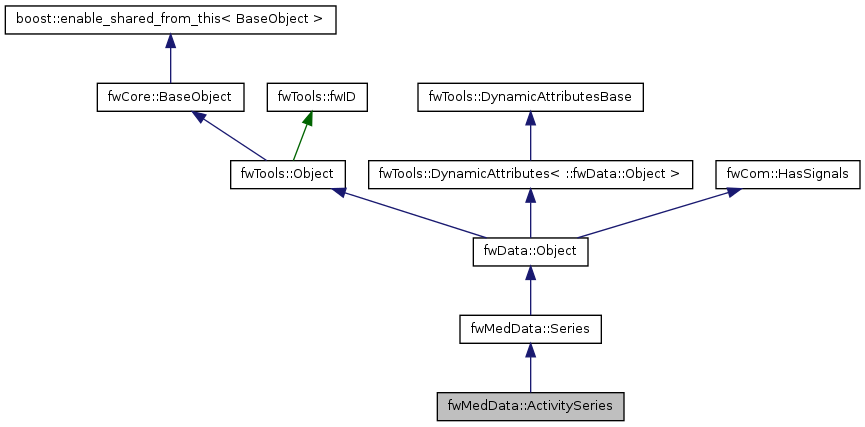 boost::enable_shared_from_this< BaseObject >
fwCore::BaseObject
fwTools::fwID
fwTools::DynamicAttributesBase
fwTools::Object
fwTools::DynamicAttributes< ::fwData::Object >
fwCom::HasSignals
fwData::Object
fwMedData::Series
fwMedData::ActivitySeries